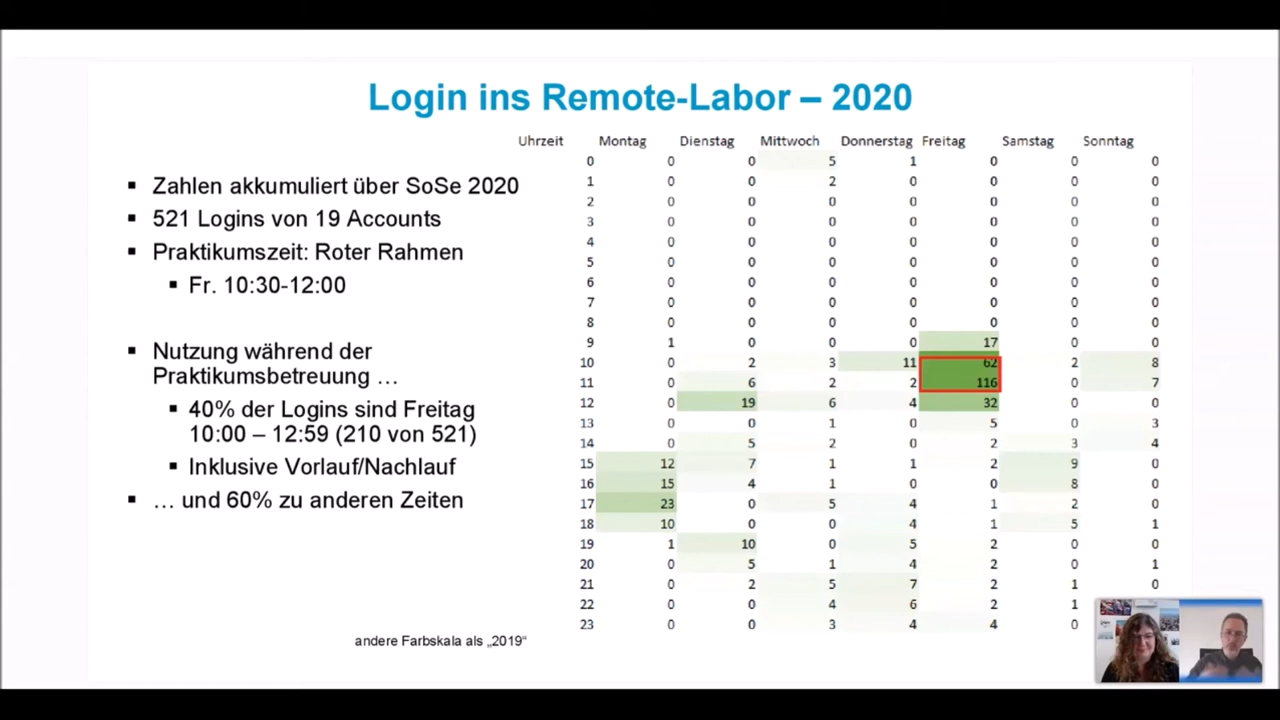 Login ins Remote-Labor – 2020
▪ Zahlen akkumuliert über SoSe 2020
▪ 521 Logins von 19 Accounts
▪ Praktikumszeit: Roter Rahmen
▪ Fr. 10:30-12:00
▪ Nutzung während der
Praktikumsbetreuung …
▪ 40% der Logins sind Freitag
10:00 – 12:59 (210 von 521)
▪ Inklusive Vorlauf/Nachlauf
▪ … und 60% zu anderen Zeiten
andere Farbskala als „2019“
Uhrzeit Montag Dienstag Mittwoch Donnerstag Freitag Samstag Sonntag
0 0 0 5 1 0 0 0
1 0 0 2 0 0 0 0
2 0 0 0 0 0 0 0
3 0 0 0 0 0 0 0
4 0 0 0 0 0 0 0
5 0 0 0 0 0 0 0
6 0 0 0 0 0 0 0
7 0 0 0 0 0 0 0
8 0 0 0 0 0 0 0
9 1 0 0 0 17 0 0
10 0 2 3 11 62 2 8
11 0 6 2 2 116 0 7
12 0 19 6 4 32 0 0
13 0 0 1 0 5 0 3
14 0 5 2 0 2 3 4
15 12 7 1 1 2 9 0
16 15 4 1 0 0 8 0
17 23 0 5 4 1 2 0
18 10 0 0 4 1 5 1
19 1 10 0 5 2 0 0
20 0 5 1 4 2 0 1
21 0 2 5 7 2 1 0
22 0 0 4 6 2 1
23 0 0 3 4 4 0